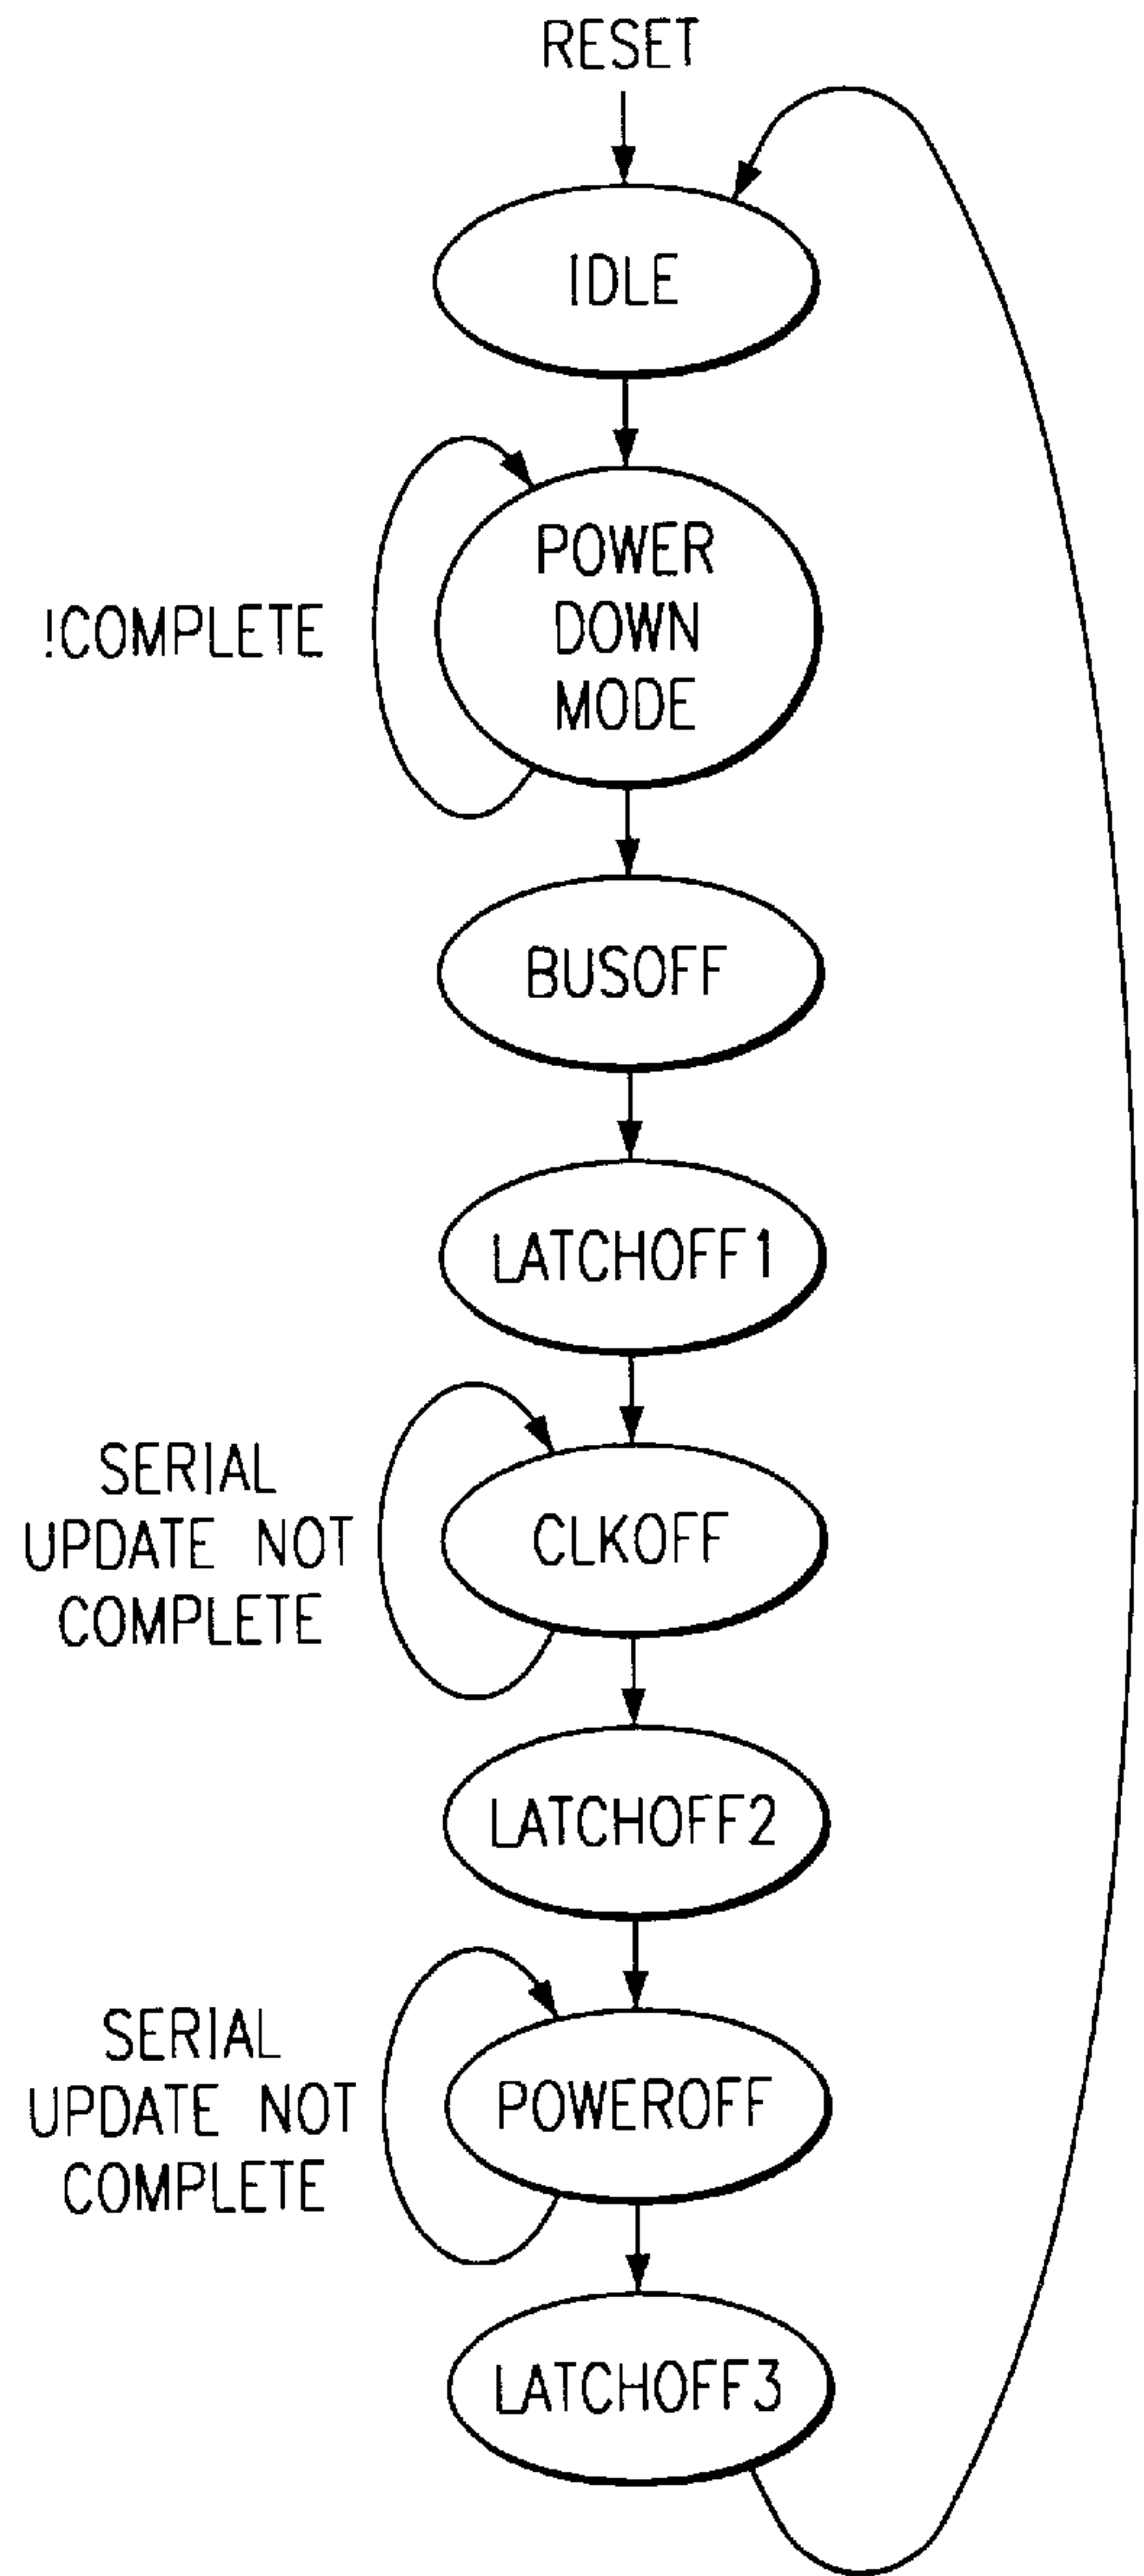 RESET
IDLE
POWER
DOWN
MODE
!COMPLETE
BUSOFF
LATCHOFF1
SERIAL
UPDATE NOT
COMPLETE
CLKOFF
LATCHOFF2
SERIAL
UPDATE NOT
COMPLETE
POWEROFF
LATCHOFF3